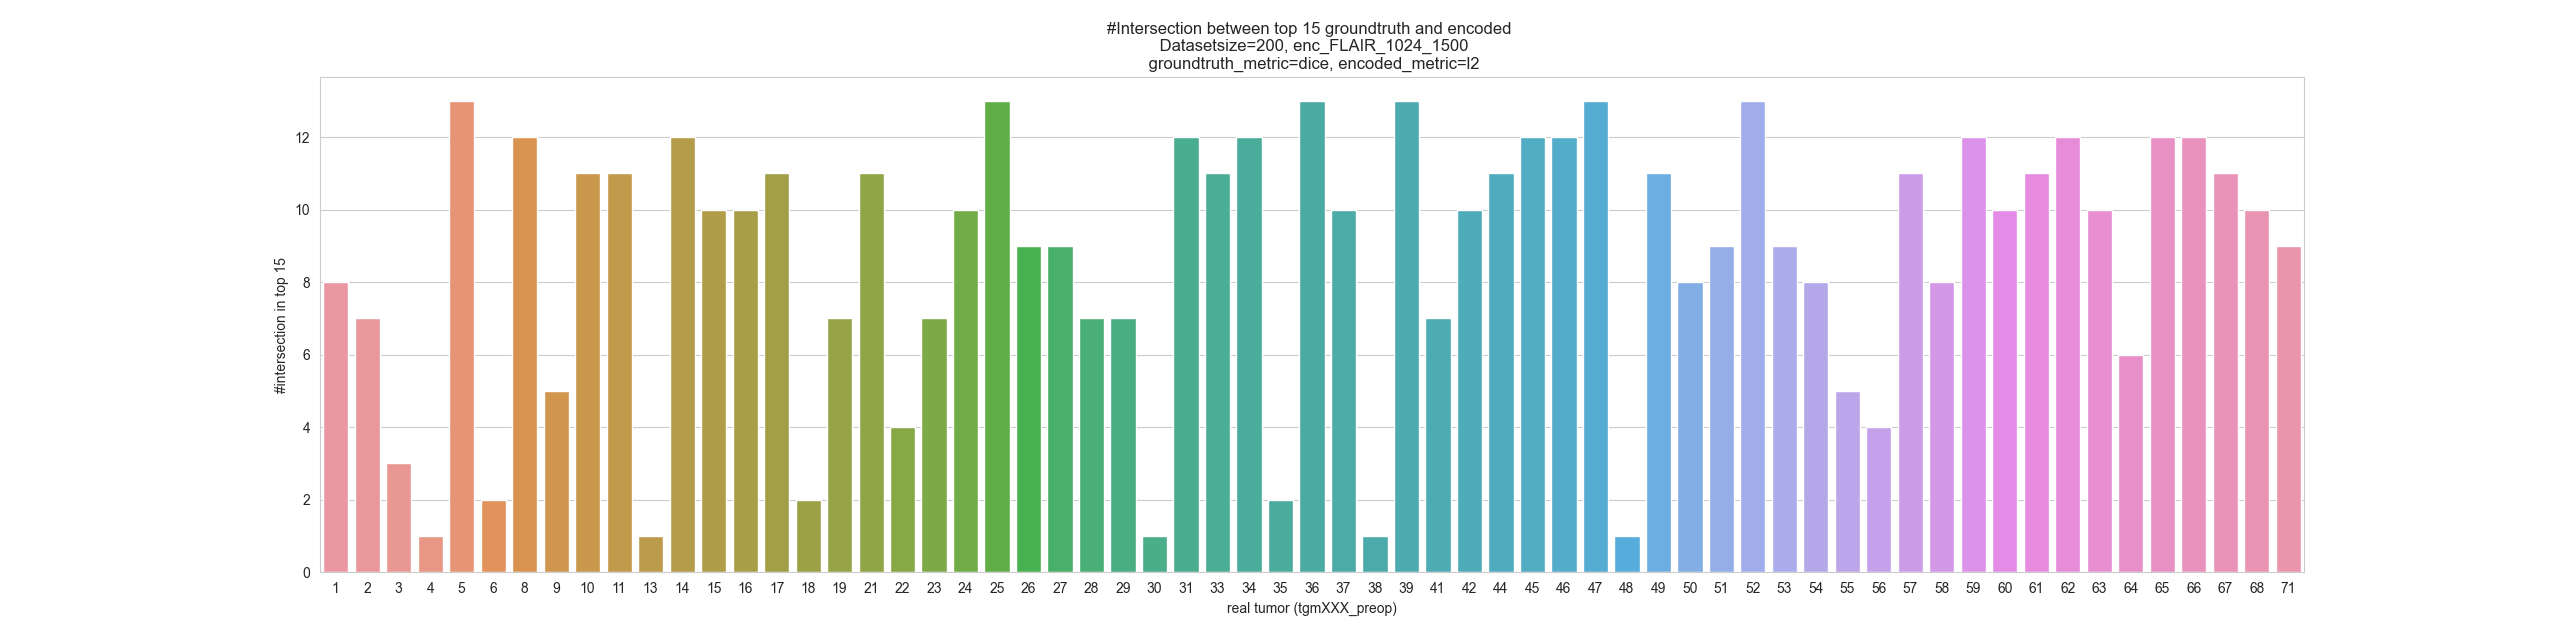 #Intersection between top 15 groundtruth and encoded
Datasetsize=200, enc_FLAIR_1024_1500
groundtruth_metric=dice, encoded_metric=l2
#intersection in top 15
12
10
8
6
4
2
0
1 2 3 4 5 6 8 9 10 11 13 14 15 16 17 18 19 21 22 23 24 25 26 27 28 29 30 31 33 34 35 36 37 38 39 41 42 44 45 46 47 48 49 50 51 52 53 54 55 56 57 58 59 60 61 62 63 64 65 66 67 68 71
real tumor (tgmXXX_preop)